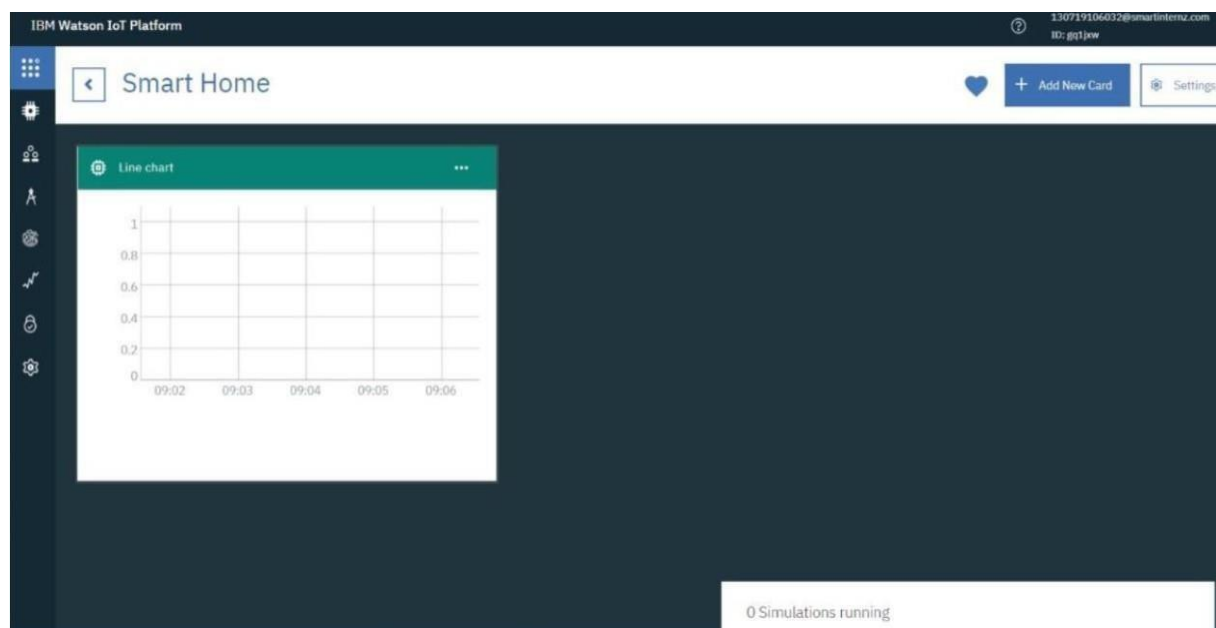 IBM Watson IoT Platform
130719106032@smartinternz.com
ID: gq1jxw
Smart Home
+ Add New Card
Settings
Line chart
1
0.8
0.6
0.4
0.2
0
09:02 09:03 09:04 09:05 09:06
0 Simulations running